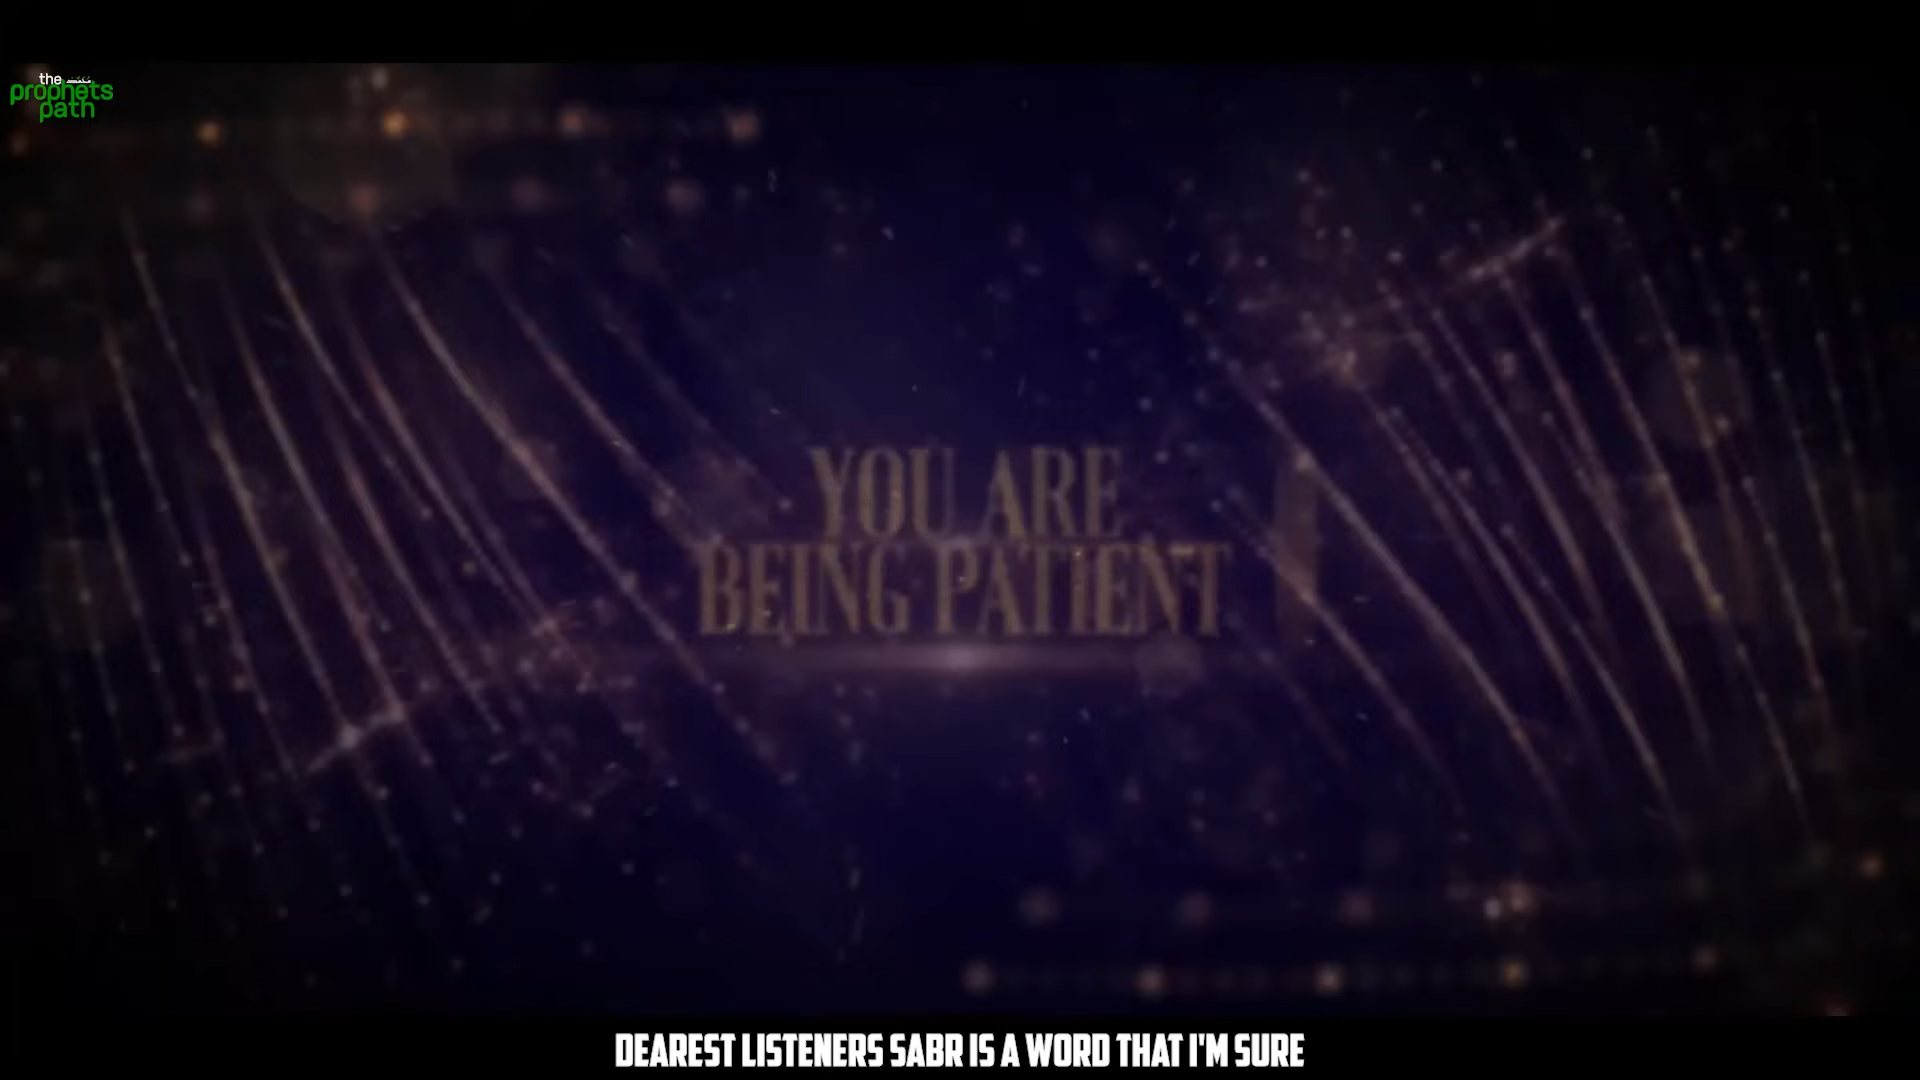 the
prophets
path
YOU ARE
BEING PATIENT
DEAREST LISTENERS SABR IS A WORD THAT I'M SURE